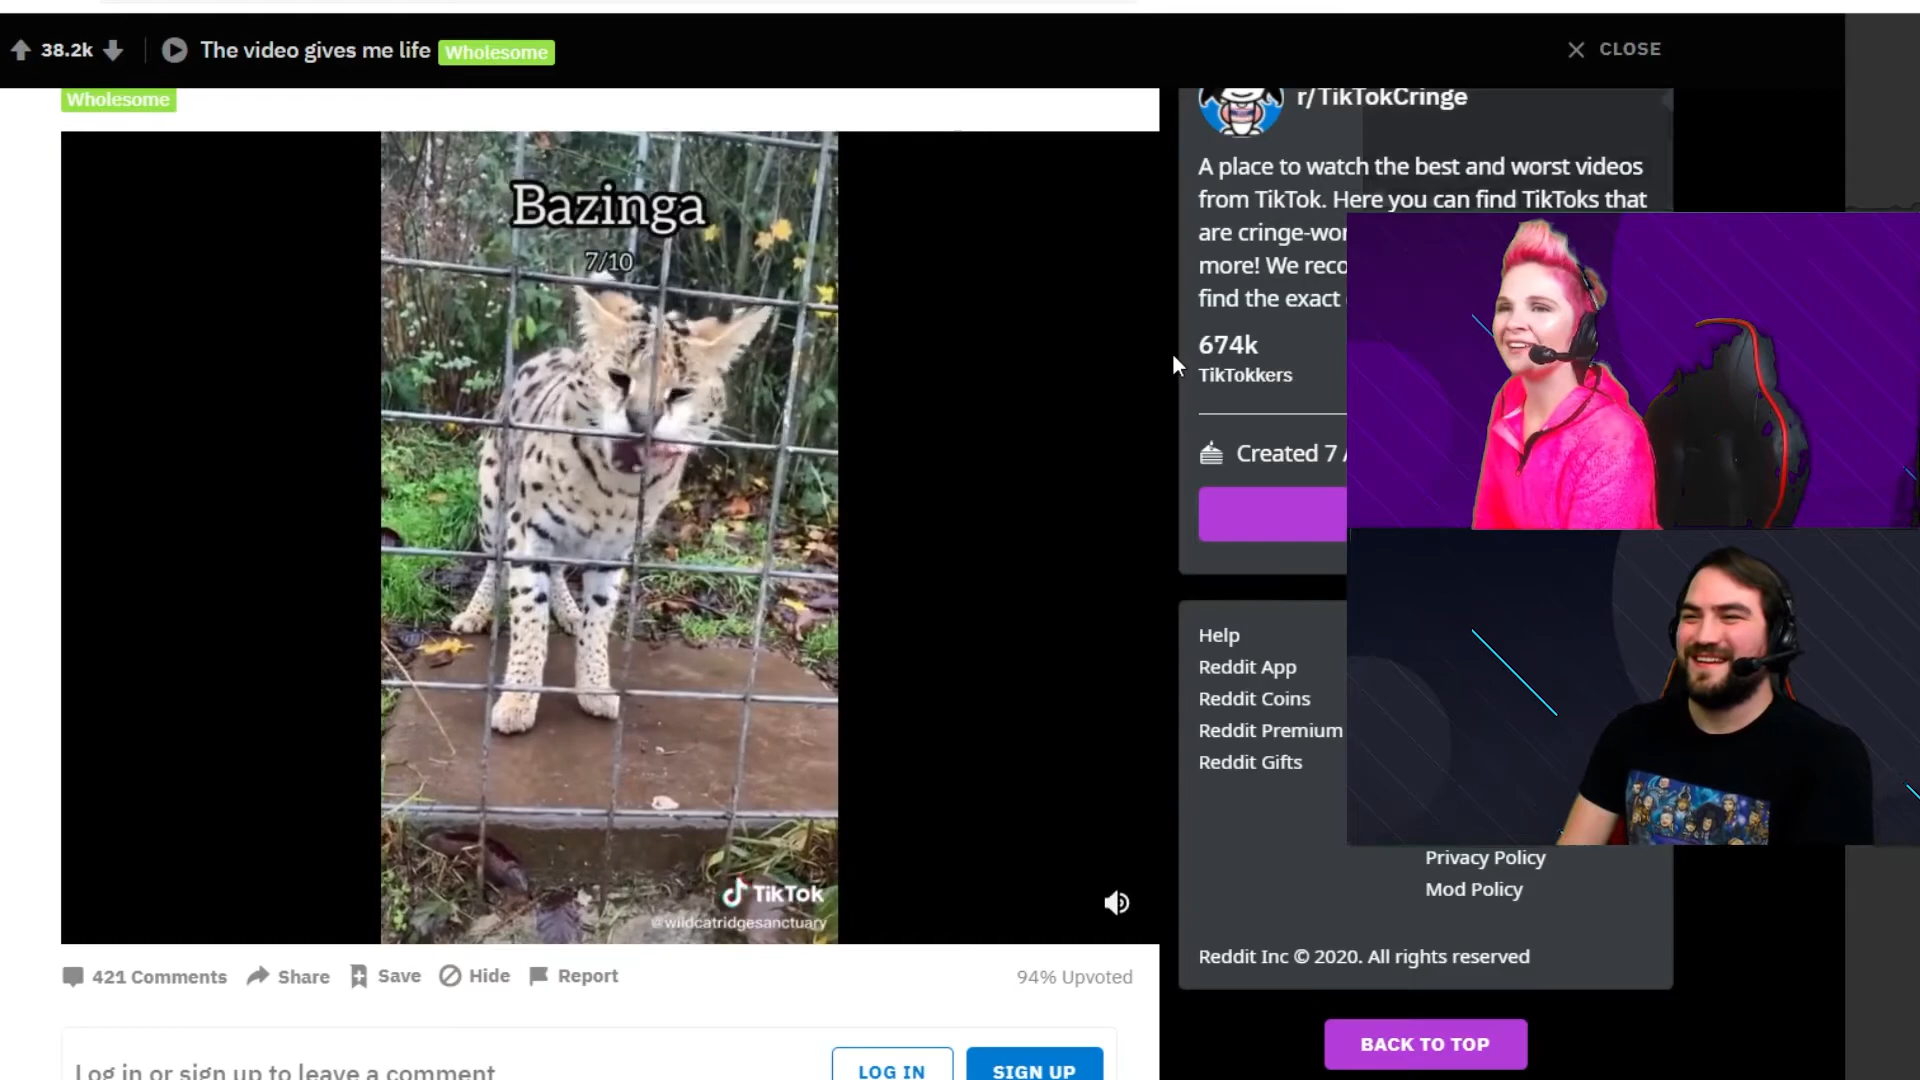 38.2k
The video gives me life Wholesome
CLOSE
Wholesome
r/TikTokCringe
A place to watch the best and worst videos
from TikTok. Here you can find TikToks that
are cringe-wor
more! We reco
find the exact
674k
TikTokkers
Created 7
Bazinga
7/10
TikTok
@wildcatridgesanctuary
Help
Reddit App
Reddit Coins
Reddit Premium
Reddit Gifts
Privacy Policy
Mod Policy
Reddit Inc © 2020. All rights reserved
BACK TO TOP
421 Comments Share Save Hide Report
94% Upvoted
Log in or sign up to leave a comment
LOG IN
SIGN UP